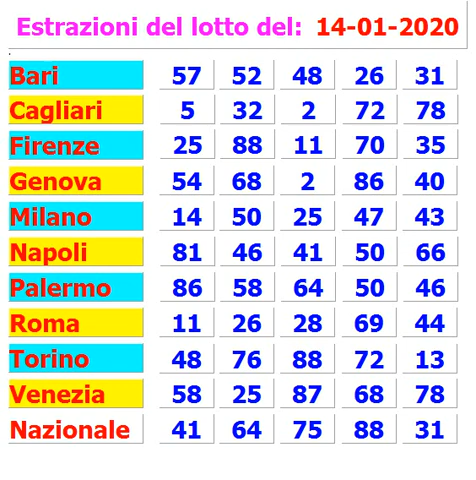 Estrazioni del lotto del: 14-01-2020
Bari 57 52 48 26 31
Cagliari 5 32 2 72 78
Firenze 25 88 11 70 35
Genova 54 68 2 86 40
Milano 14 50 25 47 43
Napoli 81 46 41 50 66
Palermo 86 58 64 50 46
Roma 11 26 28 69 44
Torino 48 76 88 72 13
Venezia 58 25 87 68 78
Nazionale 41 64 75 88 31